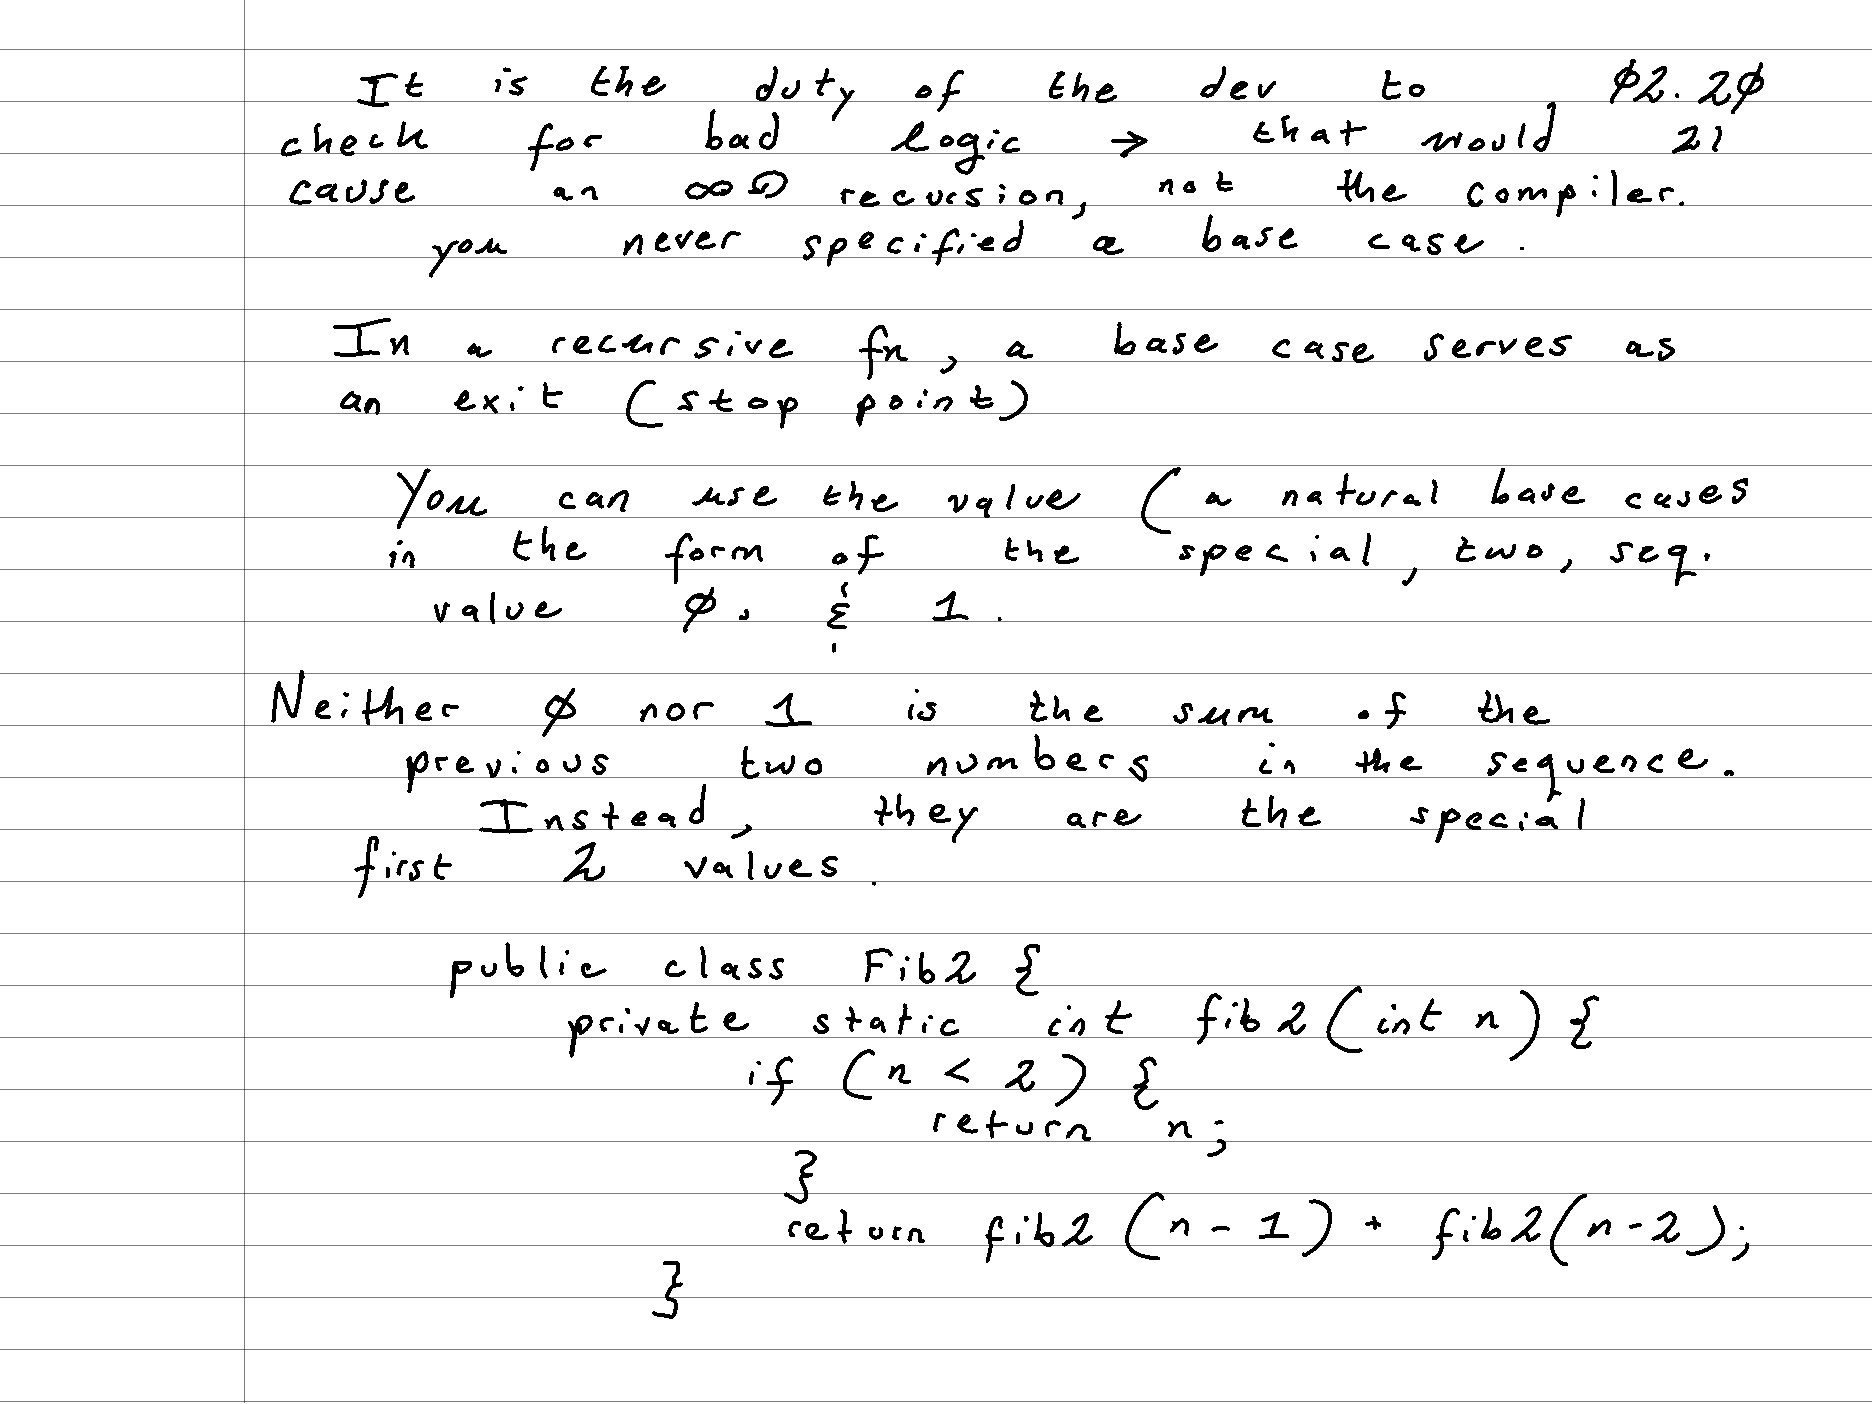 It is the duty of the dev to ϕ2.2ϕ
check for bad logic → that would 21
cause an ∞ recursion, not the compiler.
you never specified a base case.
In a recursive fn, a base case serves as
an exit (stop point)
You can use the value (a natural base cases
in the form of the special, two, seq.
value ϕ. & 1.
Neither ϕ nor 1 is the sum of the
previous two numbers in the sequence.
Instead, they are the special
first 2 values.
public class Fib2 {
private static int fib2(int n) {
if (n < 2) {
return n;
}
return fib2 (n - 1) + fib2(n-2);
}